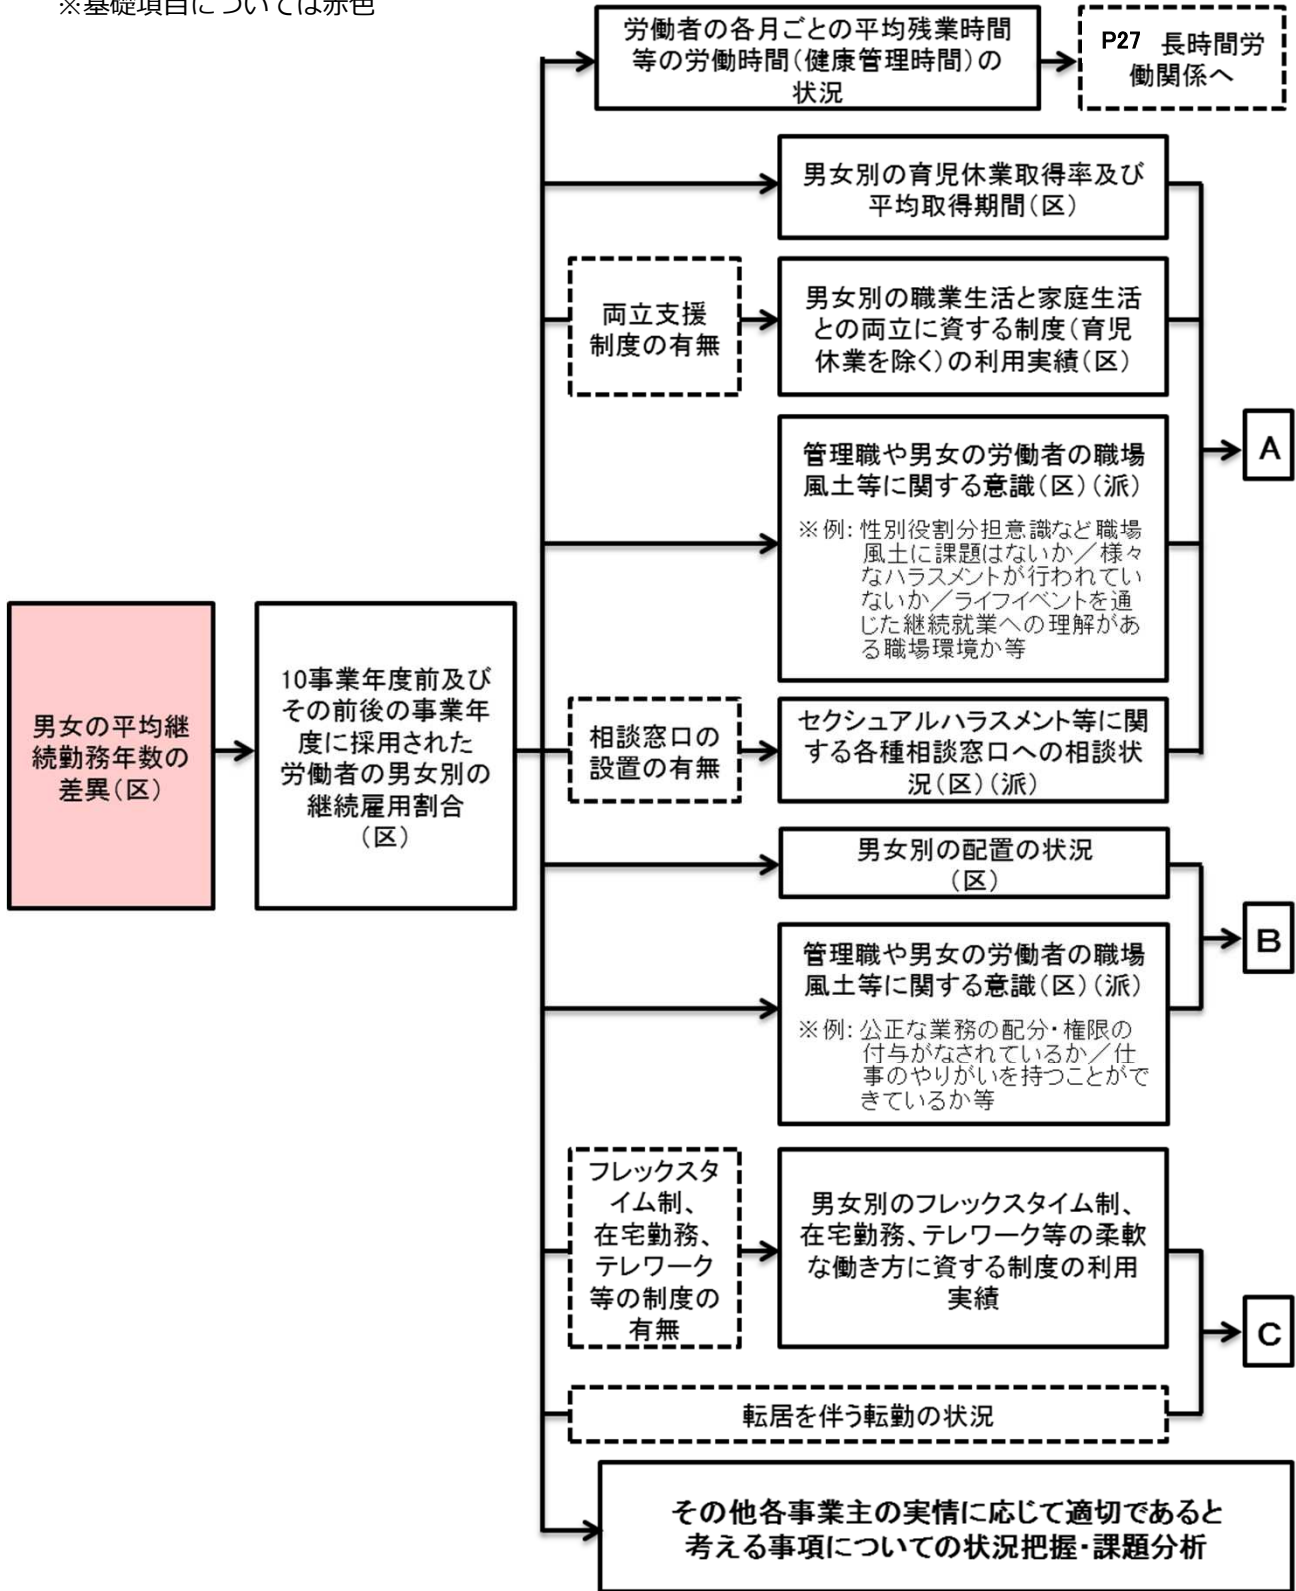 ※基礎項目については赤色
労働者の各月ごとの平均残業時間
等の労働時間（健康管理時間）の
状況
P27 長時間労
働関係へ
男女別の育児休業取得率及び
平均取得期間（区）
両立支援
制度の有無
男女別の職業生活と家庭生活
との両立に資する制度（育児
休業を除く）の利用実績（区）
管理職や男女の労働者の職場
風土等に関する意識（区）（派）
※例：性別役割分担意識など職場
風土に課題はないか／様々
なハラスメントが行われてい
ないか／ライフイベントを通
じた継続就業への理解があ
る職場環境か等
A
男女の平均継
続勤務年数の
差異（区）
10事業年度前及び
その前後の事業年
度に採用された
労働者の男女別の
継続雇用割合
（区）
相談窓口の
設置の有無
セクシュアルハラスメント等に関
する各種相談窓口への相談状
況（区）（派）
男女別の配置の状況
（区）
管理職や男女の労働者の職場
風土等に関する意識（区）（派）
※例：公正な業務の配分・権限の
付与がなされているか／仕
事のやりがいを持つことがで
きているか等
B
フレックスタ
イム制、
在宅勤務、
テレワーク
等の制度の
有無
男女別のフレックスタイム制、
在宅勤務、テレワーク等の柔軟
な働き方に資する制度の利用
実績
C
転居を伴う転勤の状況
その他各事業主の実情に応じて適切であると
考える事項についての状況把握・課題分析